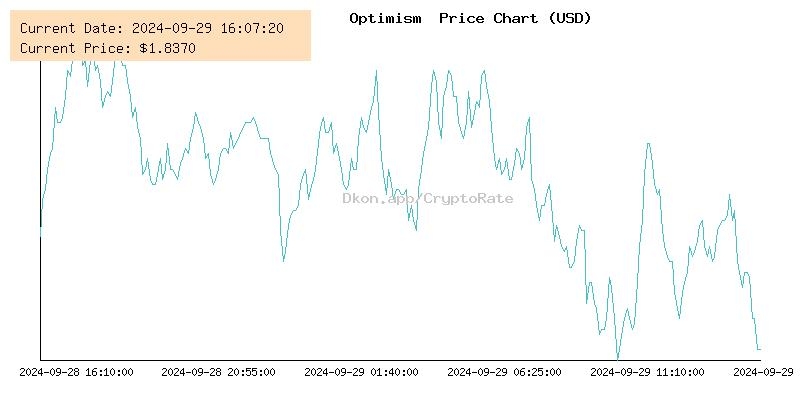 Optimism Price Chart (USD)
Current Date: 2024-09-29 16:07:20
Current Price: $1.8370
Dkon.app/CryptoRate
2024-09-28 16:10:00 2024-09-28 20:55:00 2024-09-29 01:40:00 2024-09-29 06:25:00 2024-09-29 11:10:00 2024-09-29